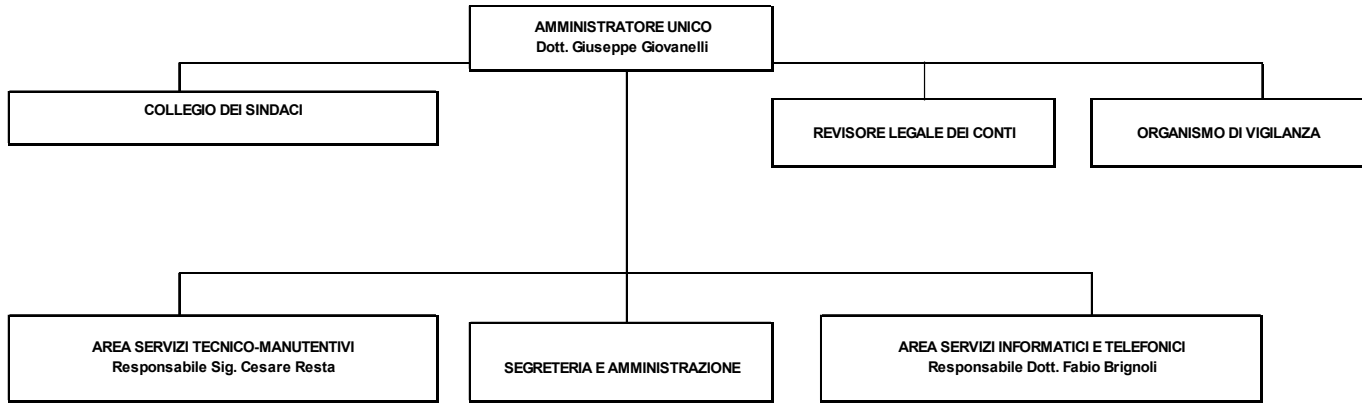 AMMINISTRATORE UNICO
Dott. Giuseppe Giovanelli
COLLEGIO DEI SINDACI
REVISORE LEGALE DEI CONTI
ORGANISMO DI VIGILANZA
AREA SERVIZI TECNICO-MANUTENTIVI
Responsabile Sig. Cesare Resta
SEGRETERIA E AMMINISTRAZIONE
AREA SERVIZI INFORMATICI E TELEFONICI
Responsabile Dott. Fabio Brignoli